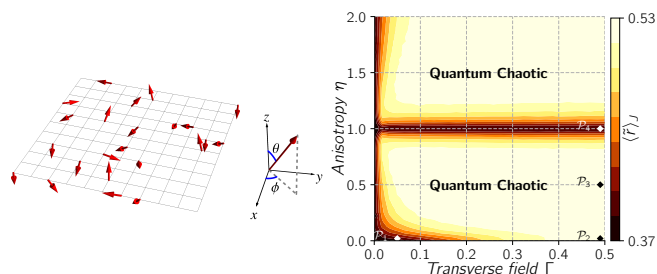 z
θ
y
ϕ
x
Anisotropy η
2.0
1.5
1.0
0.5
0.0
Quantum Chaotic
Quantum Chaotic
𝒫₄
𝒫₃
𝒫₂
0.0 0.1 0.2 0.3 0.4 0.5
Transverse field Γ
0.53
⟨r̃⟩_J
0.37